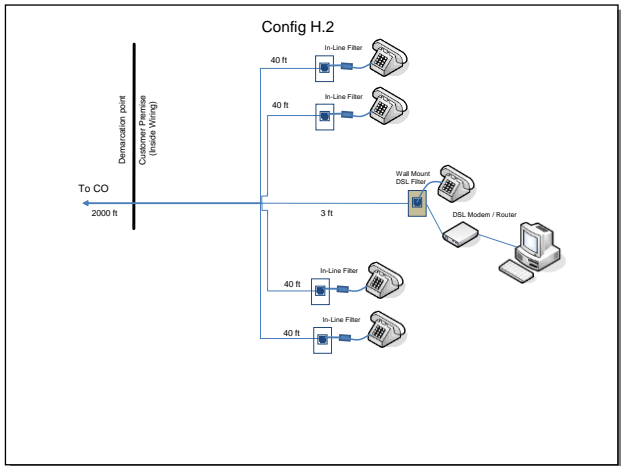 Config H.2
In-Line Filter
40 ft
In-Line Filter
40 ft
Demarcation point
Customer Premise
(Inside Wiring)
Wall Mount
DSL Filter
To CO
2000 ft
3 ft
DSL Modem / Router
In-Line Filter
40 ft
In-Line Filter
40 ft